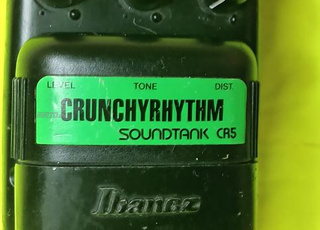 LEVEL TONE DIST.
CRUNCHYRHYTHM
SOUNDTANK CR5
Ibanez